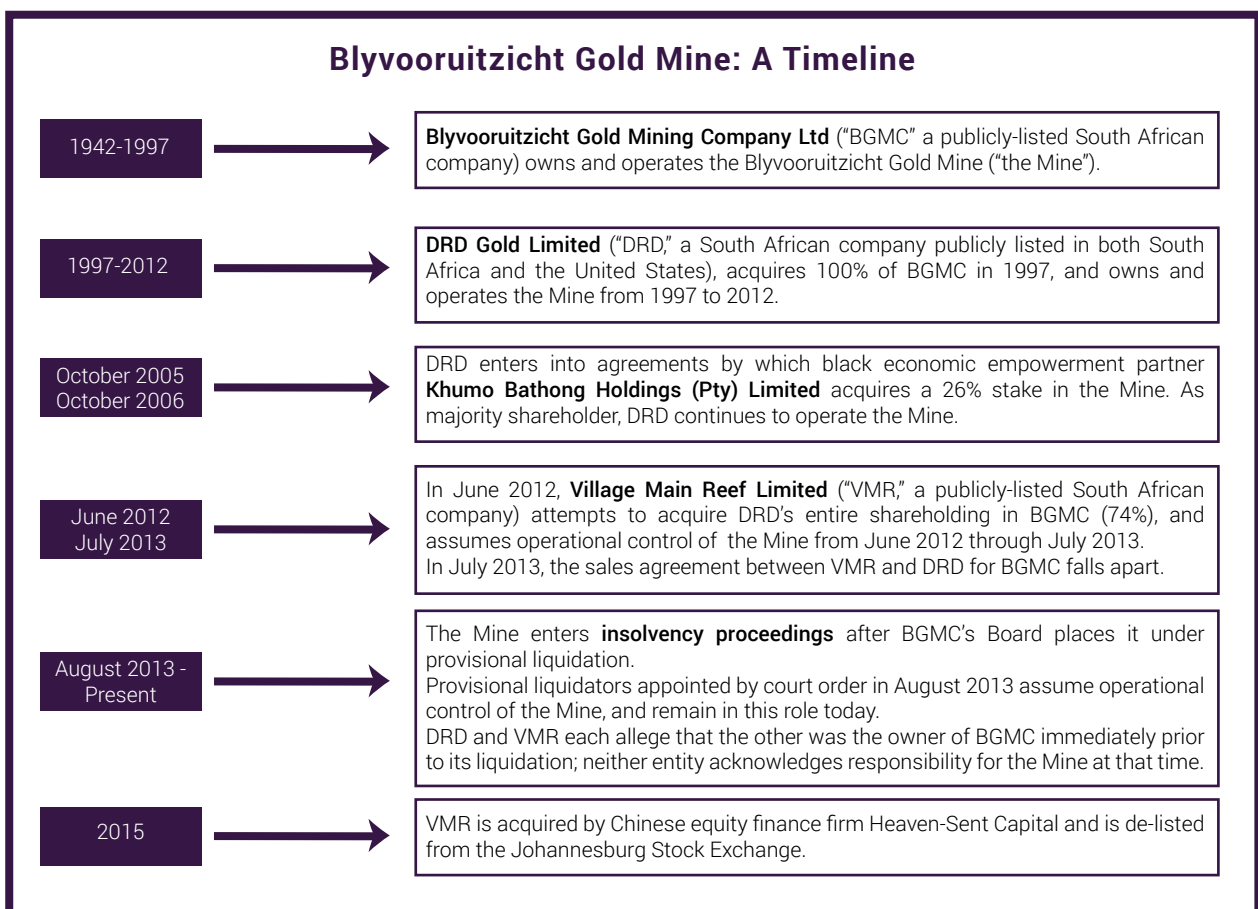 Blyvooruitzicht Gold Mine: A Timeline
1942-1997
Blyvooruitzicht Gold Mining Company Ltd (“BGMC” a publicly-listed South African
company) owns and operates the Blyvooruitzicht Gold Mine (“the Mine”).
1997-2012
DRD Gold Limited (“DRD,” a South African company publicly listed in both South
Africa and the United States), acquires 100% of BGMC in 1997, and owns and
operates the Mine from 1997 to 2012.
October 2005
October 2006
DRD enters into agreements by which black economic empowerment partner
Khumo Bathong Holdings (Pty) Limited acquires a 26% stake in the Mine. As
majority shareholder, DRD continues to operate the Mine.
June 2012
July 2013
In June 2012, Village Main Reef Limited (“VMR,” a publicly-listed South African
company) attempts to acquire DRD’s entire shareholding in BGMC (74%), and
assumes operational control of the Mine from June 2012 through July 2013.
In July 2013, the sales agreement between VMR and DRD for BGMC falls apart.
August 2013 -
Present
The Mine enters insolvency proceedings after BGMC’s Board places it under
provisional liquidation.
Provisional liquidators appointed by court order in August 2013 assume operational
control of the Mine, and remain in this role today.
DRD and VMR each allege that the other was the owner of BGMC immediately prior
to its liquidation; neither entity acknowledges responsibility for the Mine at that time.
2015
VMR is acquired by Chinese equity finance firm Heaven-Sent Capital and is de-listed
from the Johannesburg Stock Exchange.